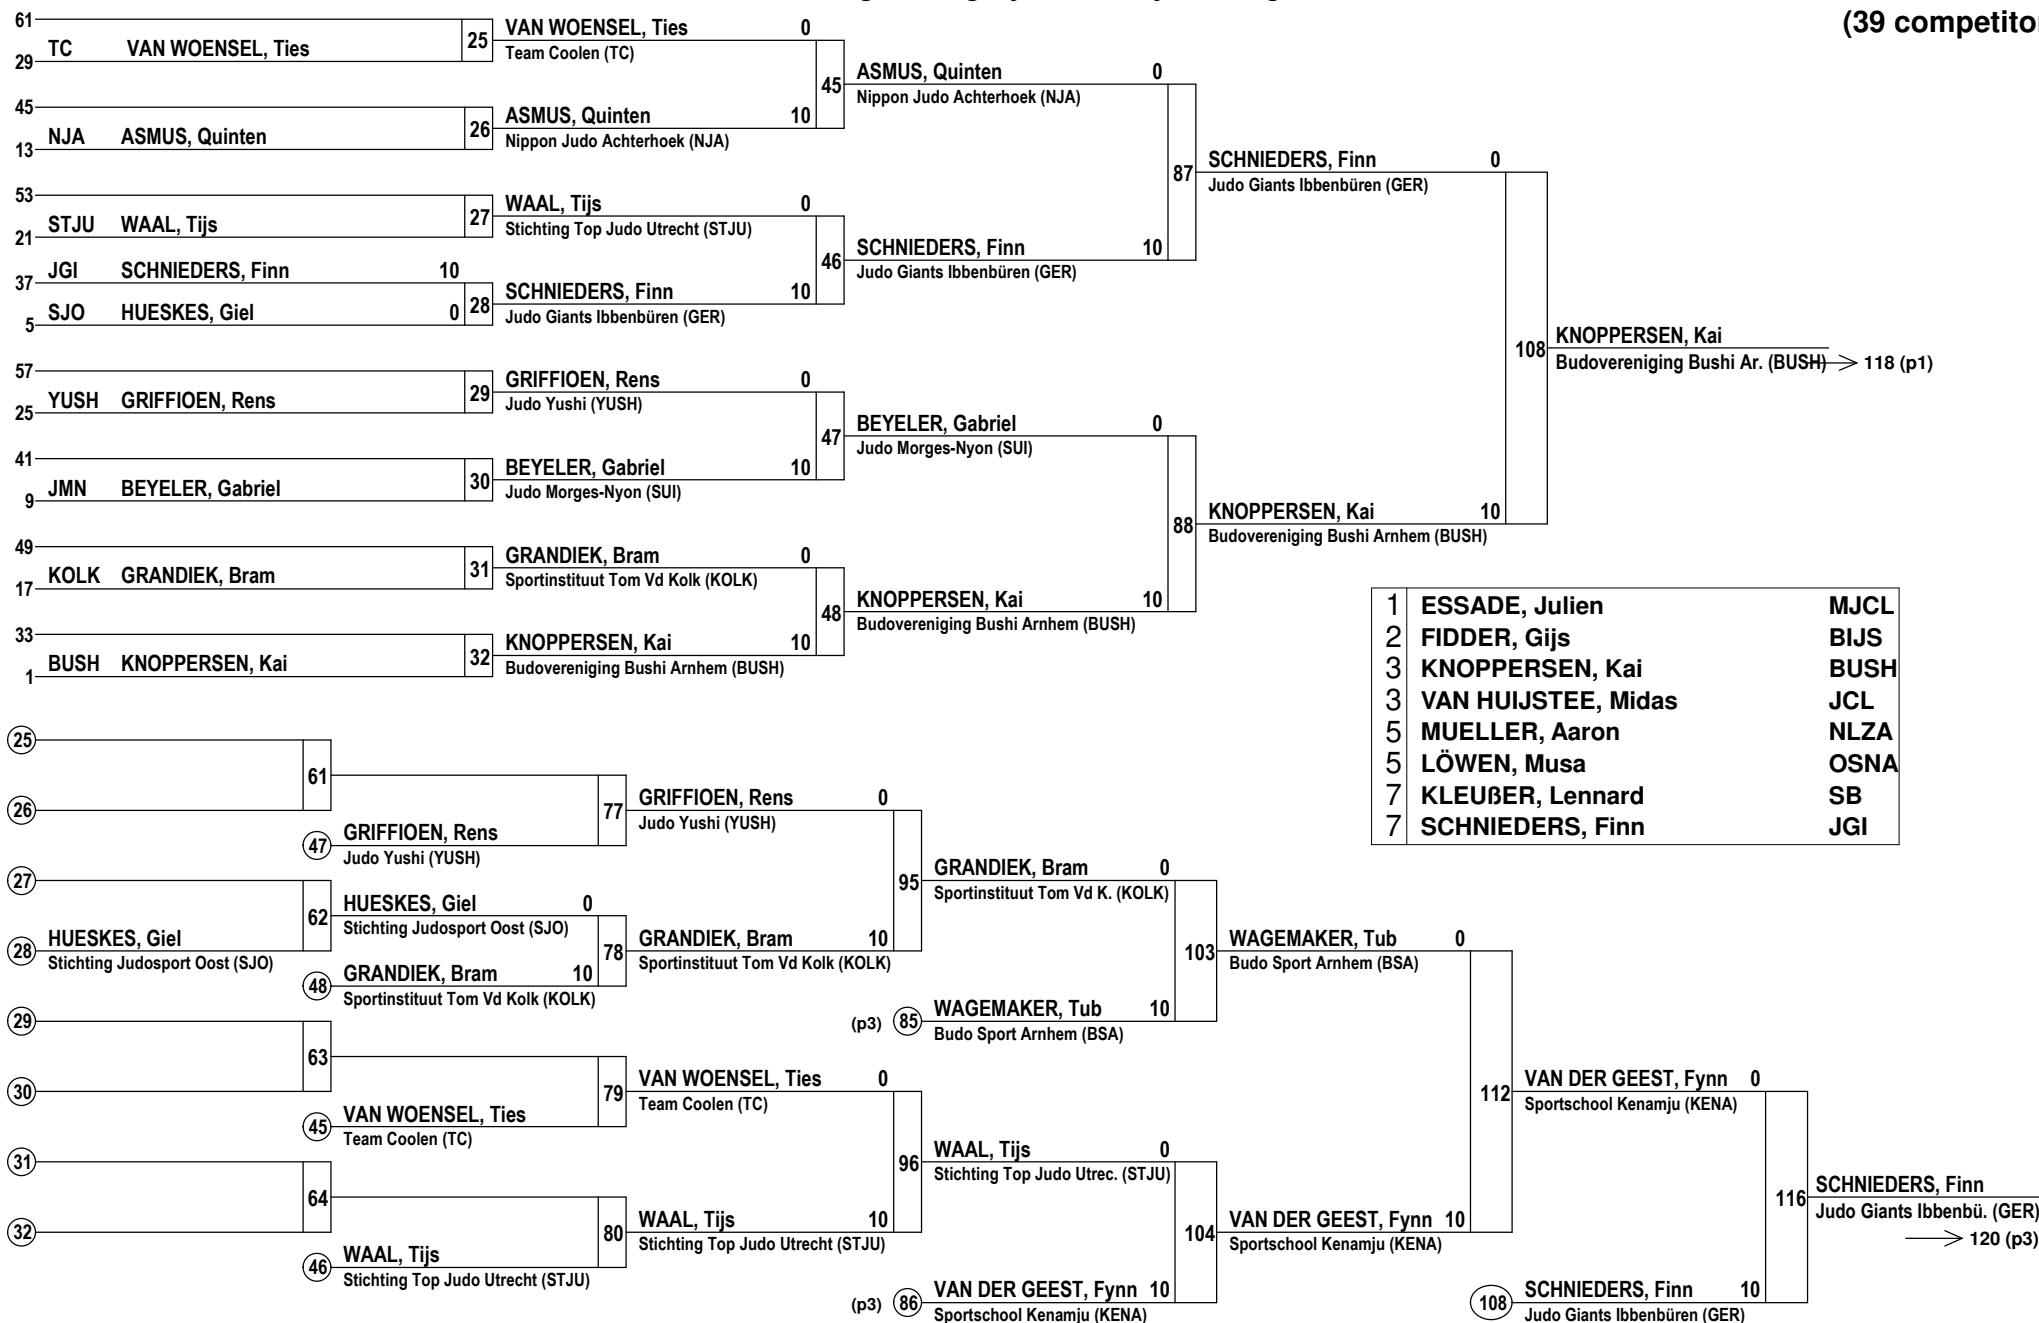 (39 competito
61
TC VAN WOENSEL, Ties
29
25
VAN WOENSEL, Ties 0
Team Coolen (TC)
45
NJA ASMUS, Quinten
13
26
ASMUS, Quinten 10
Nippon Judo Achterhoek (NJA)
45
ASMUS, Quinten 0
Nippon Judo Achterhoek (NJA)
53
STJU WAAL, Tijs
21
27
WAAL, Tijs 0
Stichting Top Judo Utrecht (STJU)
JGI SCHNIEDERS, Finn 10
37
SJO HUESKES, Giel 0
5
28
SCHNIEDERS, Finn 10
Judo Giants Ibbenbüren (GER)
46
SCHNIEDERS, Finn 10
Judo Giants Ibbenbüren (GER)
87
SCHNIEDERS, Finn 0
Judo Giants Ibbenbüren (GER)
57
YUSH GRIFFIOEN, Rens
25
29
GRIFFIOEN, Rens 0
Judo Yushi (YUSH)
41
JMN BEYELER, Gabriel
9
30
BEYELER, Gabriel 10
Judo Morges-Nyon (SUI)
47
BEYELER, Gabriel 0
Judo Morges-Nyon (SUI)
49
KOLK GRANDIEK, Bram
17
31
GRANDIEK, Bram 0
Sportinstituut Tom Vd Kolk (KOLK)
33
BUSH KNOPPERSEN, Kai
1
32
KNOPPERSEN, Kai 10
Budovereniging Bushi Arnhem (BUSH)
48
KNOPPERSEN, Kai 10
Budovereniging Bushi Arnhem (BUSH)
88
KNOPPERSEN, Kai 10
Budovereniging Bushi Arnhem (BUSH)
108
KNOPPERSEN, Kai
Budovereniging Bushi Ar. (BUSH) 118 (p1)
1 ESSADE, Julien MJCL
2 FIDDER, Gijs BIJS
3 KNOPPERSEN, Kai BUSH
3 VAN HUIJSTEE, Midas JCL
5 MUELLER, Aaron NLZA
5 LÖWEN, Musa OSNA
7 KLEUßER, Lennard SB
7 SCHNIEDERS, Finn JGI
25
26
61
47
GRIFFIOEN, Rens
Judo Yushi (YUSH)
77
GRIFFIOEN, Rens 0
Judo Yushi (YUSH)
27
28
HUESKES, Giel
Stichting Judosport Oost (SJO)
62
HUESKES, Giel 0
Stichting Judosport Oost (SJO)
48
GRANDIEK, Bram 10
Sportinstituut Tom Vd Kolk (KOLK)
78
GRANDIEK, Bram 10
Sportinstituut Tom Vd Kolk (KOLK)
95
GRANDIEK, Bram 0
Sportinstituut Tom Vd K. (KOLK)
(p3) 85
WAGEMAKER, Tub 10
Budo Sport Arnhem (BSA)
103
WAGEMAKER, Tub 0
Budo Sport Arnhem (BSA)
29
30
63
45
VAN WOENSEL, Ties
Team Coolen (TC)
79
VAN WOENSEL, Ties 0
Team Coolen (TC)
31
32
64
46
WAAL, Tijs
Stichting Top Judo Utrecht (STJU)
80
WAAL, Tijs 10
Stichting Top Judo Utrecht (STJU)
96
WAAL, Tijs 0
Stichting Top Judo Utrec. (STJU)
(p3) 86
VAN DER GEEST, Fynn 10
Sportschool Kenamju (KENA)
104
VAN DER GEEST, Fynn 10
Sportschool Kenamju (KENA)
112
VAN DER GEEST, Fynn 0
Sportschool Kenamju (KENA)
108
SCHNIEDERS, Finn 10
Judo Giants Ibbenbüren (GER)
116
SCHNIEDERS, Finn
Judo Giants Ibbenbü. (GER)
120 (p3)